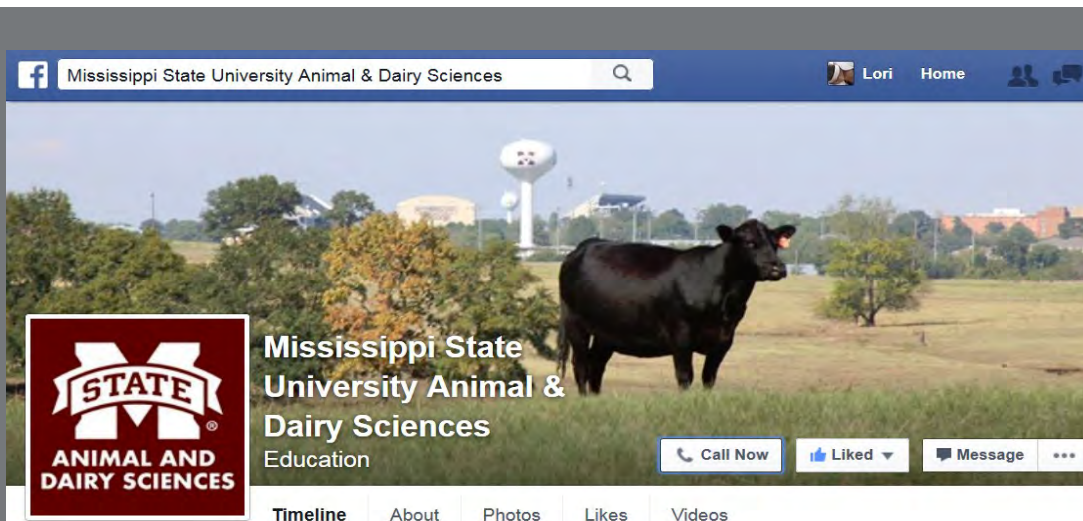 f Mississippi State University Animal & Dairy Sciences Lori Home
Mississippi State
University Animal &
Dairy Sciences
Education
STATE
®
ANIMAL AND
DAIRY SCIENCES
Call Now Liked Message
Timeline About Photos Likes Videos